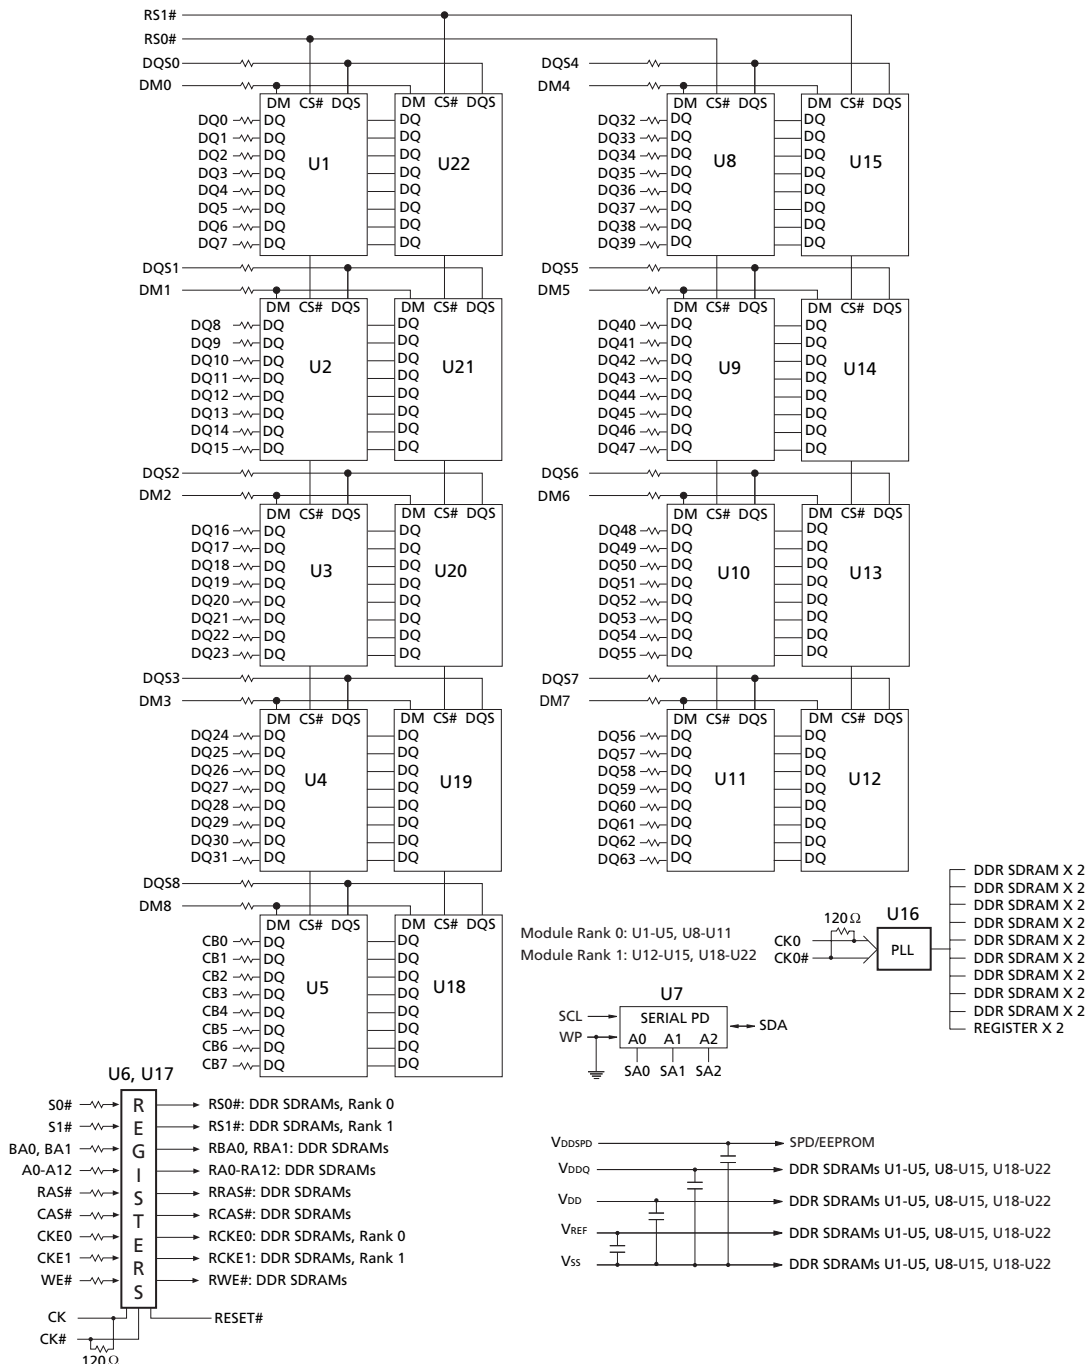 RS1#
RS0#
DQS0
DM0
DM CS# DQS
DM CS# DQS
DQ0 DQ DQ
DQ1 DQ DQ
DQ2 DQ DQ
DQ3 DQ DQ
DQ4 DQ DQ
DQ5 DQ DQ
DQ6 DQ DQ
DQ7 DQ DQ
U1
U22
DQS4
DM4
DM CS# DQS
DM CS# DQS
DQ32 DQ DQ
DQ33 DQ DQ
DQ34 DQ DQ
DQ35 DQ DQ
DQ36 DQ DQ
DQ37 DQ DQ
DQ38 DQ DQ
DQ39 DQ DQ
U8
U15
DQS1
DM1
DM CS# DQS
DM CS# DQS
DQ8 DQ DQ
DQ9 DQ DQ
DQ10 DQ DQ
DQ11 DQ DQ
DQ12 DQ DQ
DQ13 DQ DQ
DQ14 DQ DQ
DQ15 DQ DQ
U2
U21
DQS5
DM5
DM CS# DQS
DM CS# DQS
DQ40 DQ DQ
DQ41 DQ DQ
DQ42 DQ DQ
DQ43 DQ DQ
DQ44 DQ DQ
DQ45 DQ DQ
DQ46 DQ DQ
DQ47 DQ DQ
U9
U14
DQS2
DM2
DM CS# DQS
DM CS# DQS
DQ16 DQ DQ
DQ17 DQ DQ
DQ18 DQ DQ
DQ19 DQ DQ
DQ20 DQ DQ
DQ21 DQ DQ
DQ22 DQ DQ
DQ23 DQ DQ
U3
U20
DQS6
DM6
DM CS# DQS
DM CS# DQS
DQ48 DQ DQ
DQ49 DQ DQ
DQ50 DQ DQ
DQ51 DQ DQ
DQ52 DQ DQ
DQ53 DQ DQ
DQ54 DQ DQ
DQ55 DQ DQ
U10
U13
DQS3
DM3
DM CS# DQS
DM CS# DQS
DQ24 DQ DQ
DQ25 DQ DQ
DQ26 DQ DQ
DQ27 DQ DQ
DQ28 DQ DQ
DQ29 DQ DQ
DQ30 DQ DQ
DQ31 DQ DQ
U4
U19
DQS7
DM7
DM CS# DQS
DM CS# DQS
DQ56 DQ DQ
DQ57 DQ DQ
DQ58 DQ DQ
DQ59 DQ DQ
DQ60 DQ DQ
DQ61 DQ DQ
DQ62 DQ DQ
DQ63 DQ DQ
U11
U12
DQS8
DM8
DM CS# DQS
DM CS# DQS
CB0 DQ DQ
CB1 DQ DQ
CB2 DQ DQ
CB3 DQ DQ
CB4 DQ DQ
CB5 DQ DQ
CB6 DQ DQ
CB7 DQ DQ
U5
U18
Module Rank 0: U1-U5, U8-U11
Module Rank 1: U12-U15, U18-U22
120Ω
U16
CK0
CK0#
PLL
DDR SDRAM X 2
DDR SDRAM X 2
DDR SDRAM X 2
DDR SDRAM X 2
DDR SDRAM X 2
DDR SDRAM X 2
DDR SDRAM X 2
DDR SDRAM X 2
DDR SDRAM X 2
REGISTER X 2
U7
SCL
WP
SERIAL PD
A0 A1 A2
SDA
SA0 SA1 SA2
U6, U17
REGISTERS
S0# RS0#: DDR SDRAMs, Rank 0
S1# RS1#: DDR SDRAMs, Rank 1
BA0, BA1 RBA0, RBA1: DDR SDRAMs
A0-A12 RA0-RA12: DDR SDRAMs
RAS# RRAS#: DDR SDRAMs
CAS# RCAS#: DDR SDRAMs
CKE0 RCKE0: DDR SDRAMs, Rank 0
CKE1 RCKE1: DDR SDRAMs, Rank 1
WE# RWE#: DDR SDRAMs
CK RESET#
CK#
120Ω
VDDSPD SPD/EEPROM
VDDQ DDR SDRAMs U1-U5, U8-U15, U18-U22
VDD DDR SDRAMs U1-U5, U8-U15, U18-U22
VREF DDR SDRAMs U1-U5, U8-U15, U18-U22
VSS DDR SDRAMs U1-U5, U8-U15, U18-U22